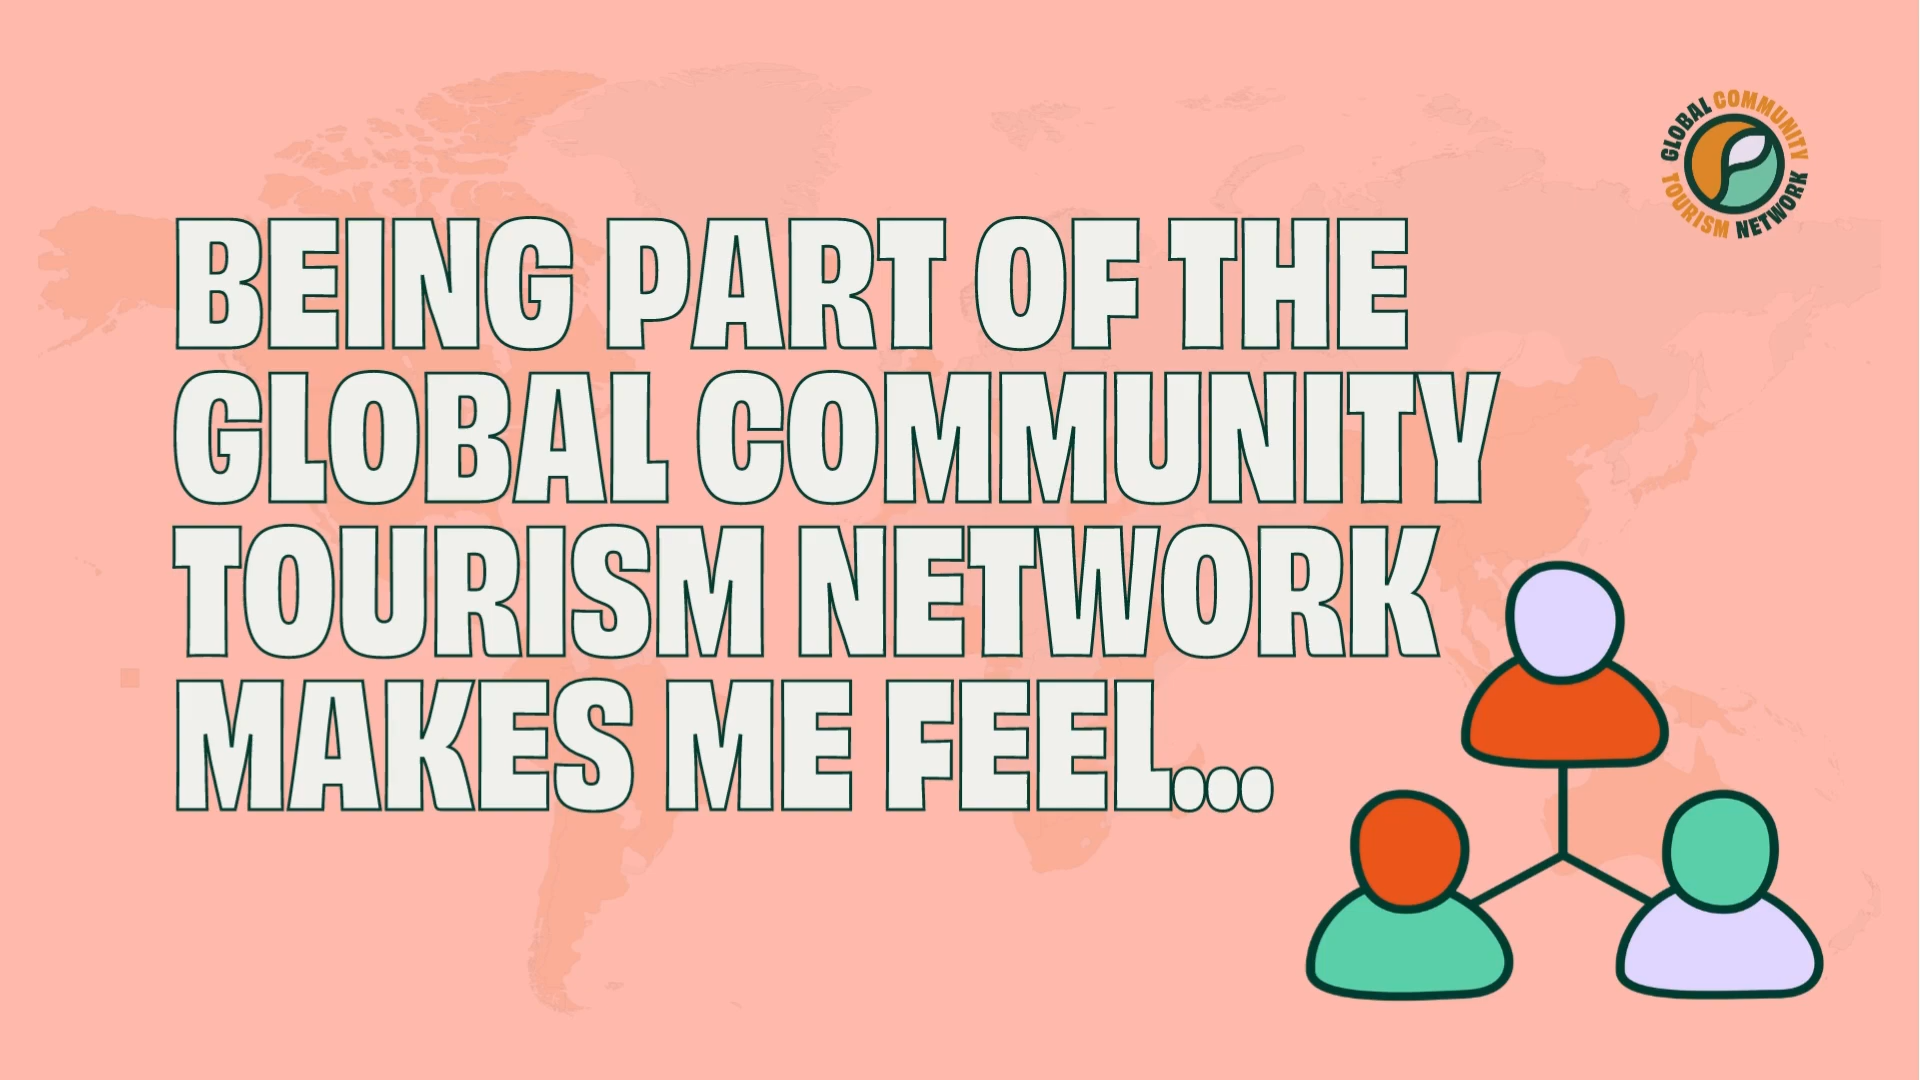 BEING PART OF THE
GLOBAL COMMUNITY
TOURISM NETWORK
MAKES ME FEEL...
GLOBAL COMMUNITY
TOURISM NETWORK